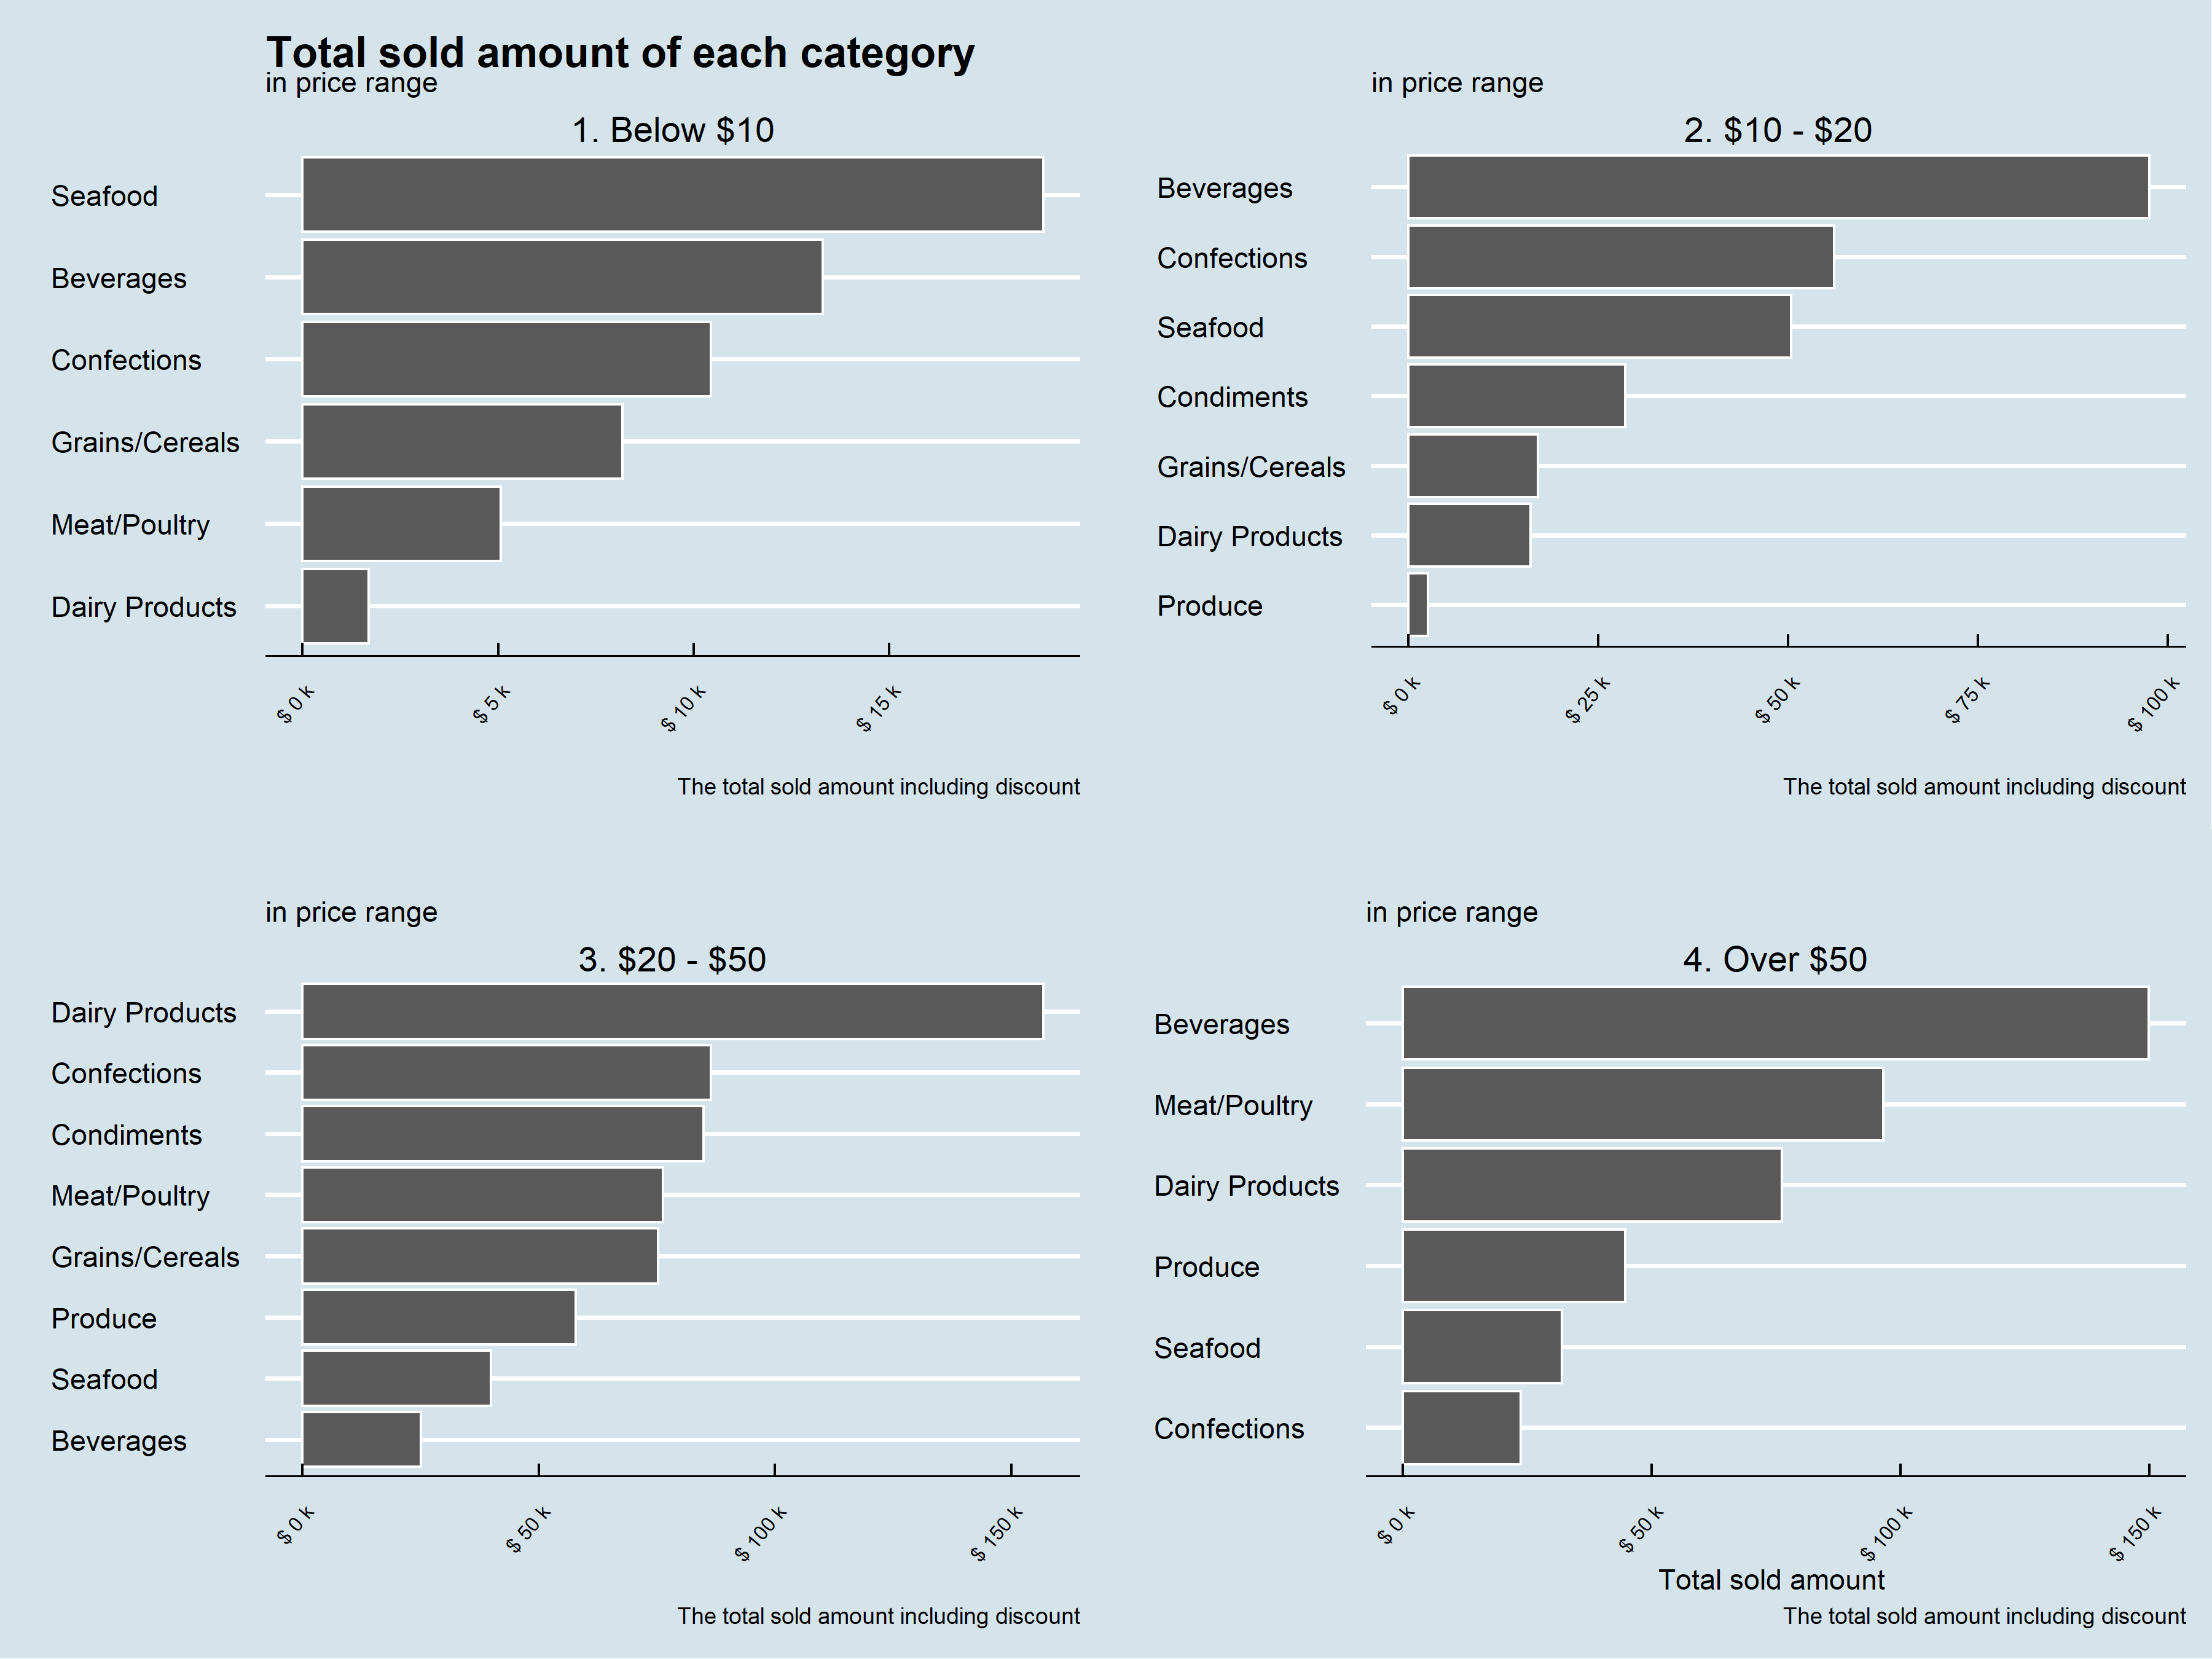 Total sold amount of each category
in price range
1. Below $10
Seafood
Beverages
Confections
Grains/Cereals
Meat/Poultry
Dairy Products
$ 0 k
$ 5 k
$ 10 k
$ 15 k
The total sold amount including discount
in price range
2. $10 - $20
Beverages
Confections
Seafood
Condiments
Grains/Cereals
Dairy Products
Produce
$ 0 k
$ 25 k
$ 50 k
$ 75 k
$ 100 k
The total sold amount including discount
in price range
3. $20 - $50
Dairy Products
Confections
Condiments
Meat/Poultry
Grains/Cereals
Produce
Seafood
Beverages
$ 0 k
$ 50 k
$ 100 k
$ 150 k
The total sold amount including discount
in price range
4. Over $50
Beverages
Meat/Poultry
Dairy Products
Produce
Seafood
Confections
$ 0 k
$ 50 k
$ 100 k
$ 150 k
Total sold amount
The total sold amount including discount